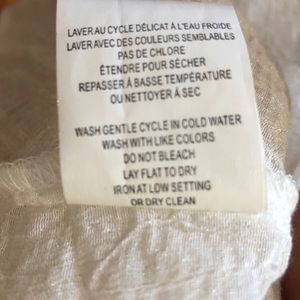 LAVER AU CYCLE DÉLICAT À L'EAU FROIDE
LAVER AVEC DES COULEURS SEMBLABLES
PAS DE CHLORE
ÉTENDRE POUR SÉCHER
REPASSER À BASSE TEMPÉRATURE
OU NETTOYER À SEC
WASH GENTLE CYCLE IN COLD WATER
WASH WITH LIKE COLORS
DO NOT BLEACH
LAY FLAT TO DRY
IRON AT LOW SETTING
OR DRY CLEAN